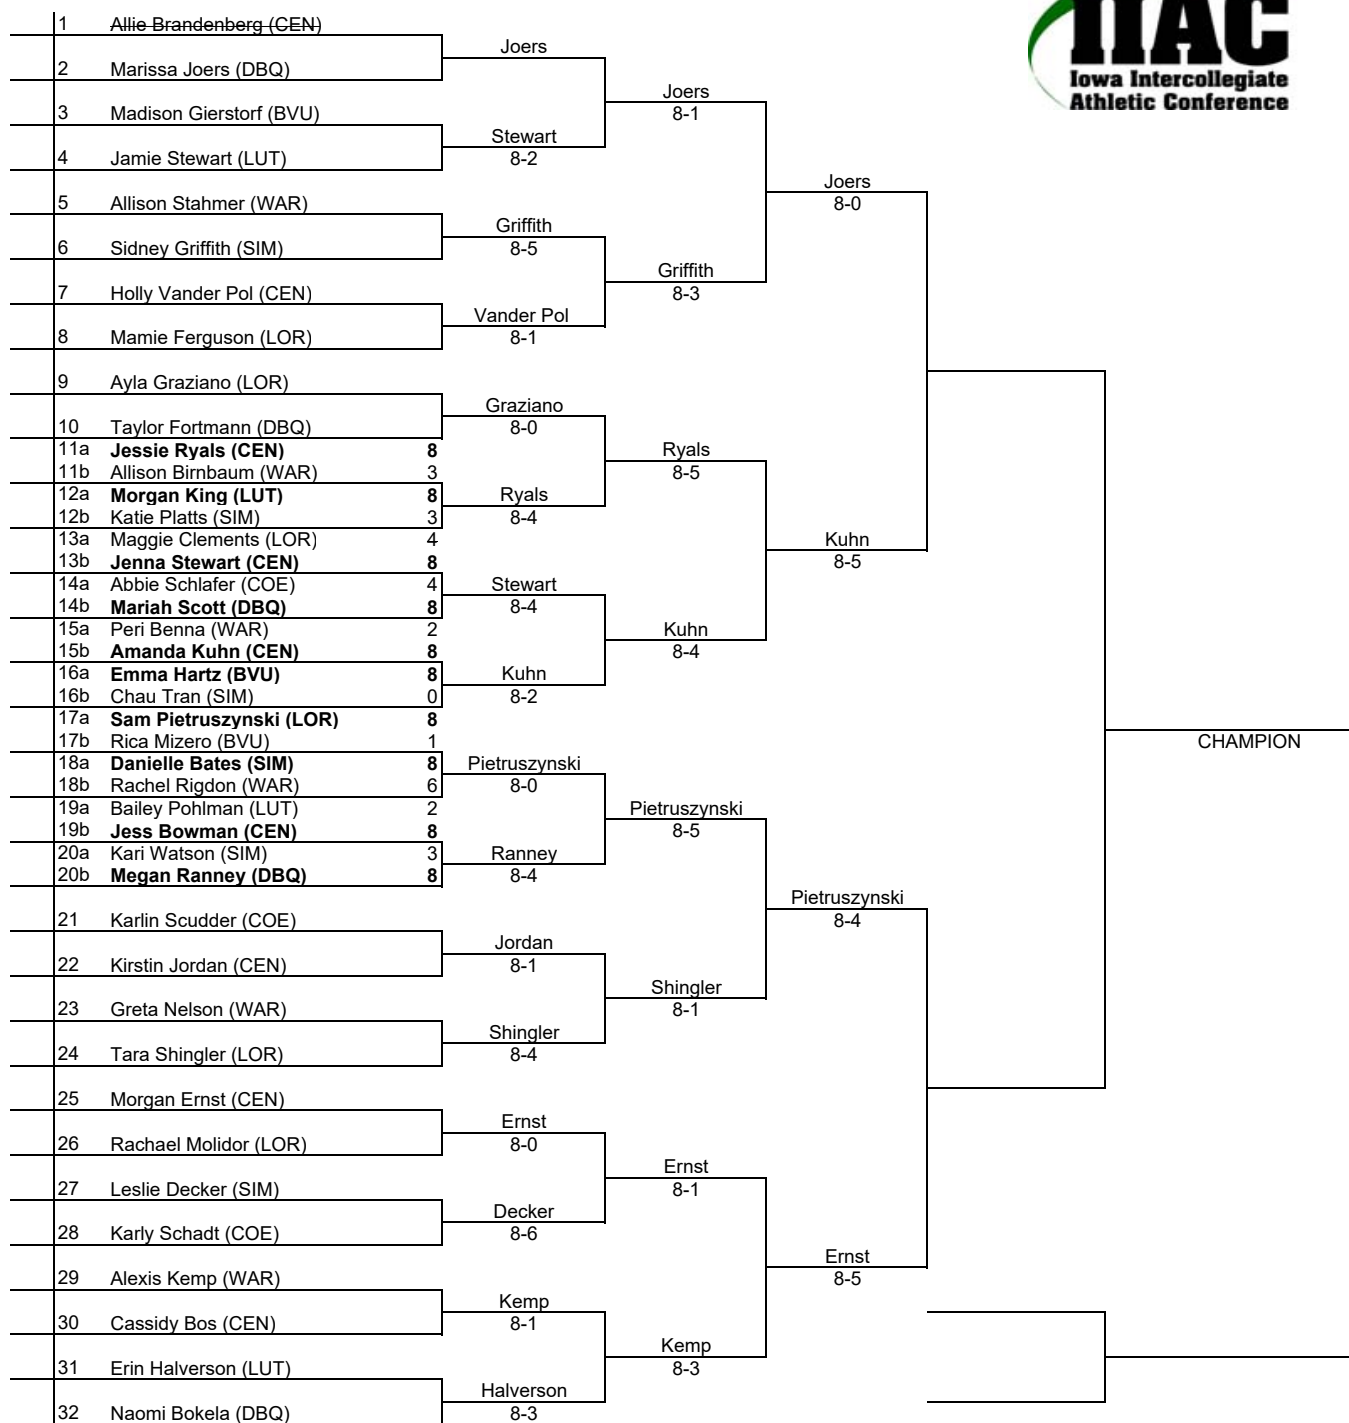 IIAC
Iowa Intercollegiate
Athletic Conference
1 Allie Brandenberg (CEN)
Joers
2 Marissa Joers (DBQ)
Joers
3 Madison Gierstorf (BVU)
8-1
Stewart
4 Jamie Stewart (LUT)
8-2
Joers
5 Allison Stahmer (WAR)
8-0
Griffith
6 Sidney Griffith (SIM)
8-5
Griffith
7 Holly Vander Pol (CEN)
8-3
Vander Pol
8 Mamie Ferguson (LOR)
8-1
9 Ayla Graziano (LOR)
Graziano
10 Taylor Fortmann (DBQ)
8-0
11a Jessie Ryals (CEN) 8
Ryals
11b Allison Birnbaum (WAR) 3
8-5
12a Morgan King (LUT) 8
Ryals
12b Katie Platts (SIM) 3
8-4
13a Maggie Clements (LOR) 4
Kuhn
13b Jenna Stewart (CEN) 8
8-5
14a Abbie Schlafer (COE) 4
Stewart
14b Mariah Scott (DBQ) 8
8-4
15a Peri Benna (WAR) 2
Kuhn
15b Amanda Kuhn (CEN) 8
8-4
16a Emma Hartz (BVU) 8
Kuhn
16b Chau Tran (SIM) 0
8-2
17a Sam Pietruszynski (LOR) 8
17b Rica Mizero (BVU) 1
CHAMPION
18a Danielle Bates (SIM) 8
Pietruszynski
18b Rachel Rigdon (WAR) 6
8-0
19a Bailey Pohlman (LUT) 2
Pietruszynski
19b Jess Bowman (CEN) 8
8-5
20a Kari Watson (SIM) 3
Ranney
20b Megan Ranney (DBQ) 8
8-4
Pietruszynski
21 Karlin Scudder (COE)
8-4
Jordan
22 Kirstin Jordan (CEN)
8-1
Shingler
23 Greta Nelson (WAR)
8-1
Shingler
24 Tara Shingler (LOR)
8-4
25 Morgan Ernst (CEN)
Ernst
26 Rachael Molidor (LOR)
8-0
Ernst
27 Leslie Decker (SIM)
8-1
Decker
28 Karly Schadt (COE)
8-6
Ernst
29 Alexis Kemp (WAR)
8-5
Kemp
30 Cassidy Bos (CEN)
8-1
Kemp
31 Erin Halverson (LUT)
8-3
Halverson
32 Naomi Bokela (DBQ)
8-3